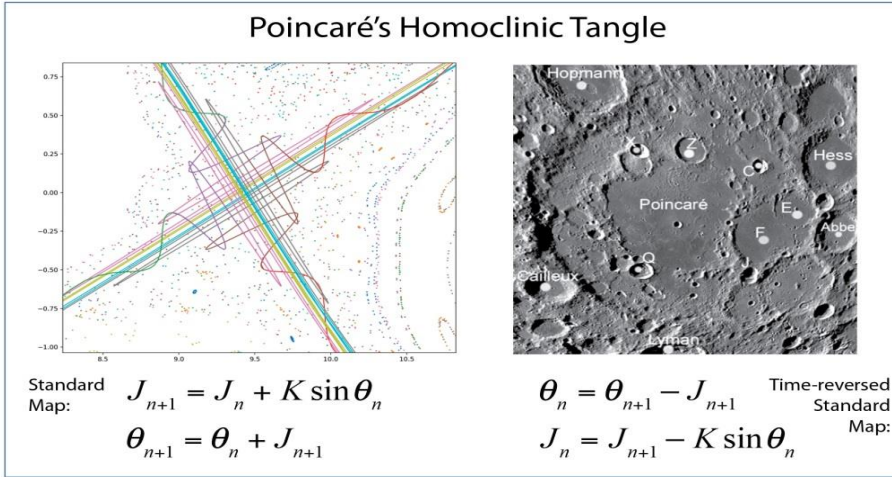 Poincaré's Homoclinic Tangle
0.75
0.50
0.25
0.00
−0.25
−0.50
−0.75
−1.00
8.5 9.0 9.5 10.0 10.5
Hopmann
X
Z
C
Hess
Poincaré
E
F
Abbe
Q
Cailleux
Lyman
Standard
Map:
J_{n+1} = J_n + K sin θ_n
θ_{n+1} = θ_n + J_{n+1}
θ_n = θ_{n+1} − J_{n+1}
J_n = J_{n+1} − K sin θ_n
Time-reversed
Standard
Map: